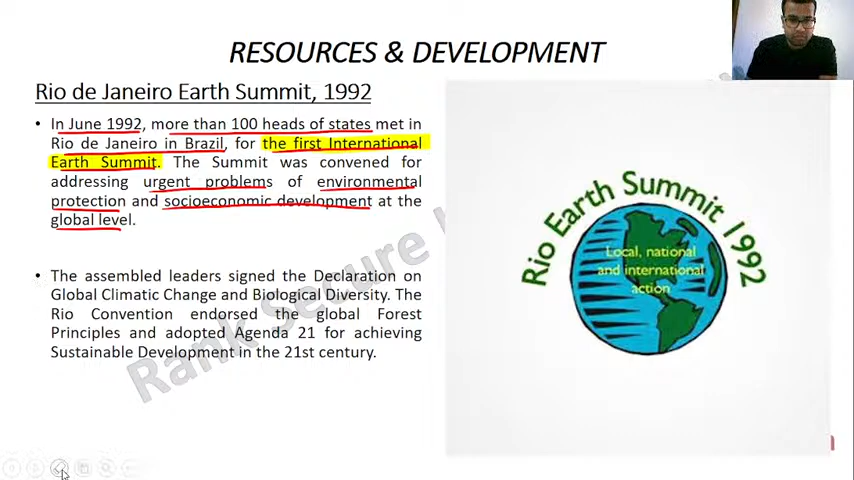 RESOURCES & DEVELOPMENT
Rio de Janeiro Earth Summit, 1992
• In June 1992, more than 100 heads of states met in
Rio de Janeiro in Brazil, for the first International
Earth Summit. The Summit was convened for
addressing urgent problems of environmental
protection and socioeconomic development at the
global level.
• The assembled leaders signed the Declaration on
Global Climatic Change and Biological Diversity. The
Rio Convention endorsed the global Forest
Principles and adopted Agenda 21 for achieving
Sustainable Development in the 21st century.
Rio Earth Summit 1992
Local, national
and international
action
Rank Secure